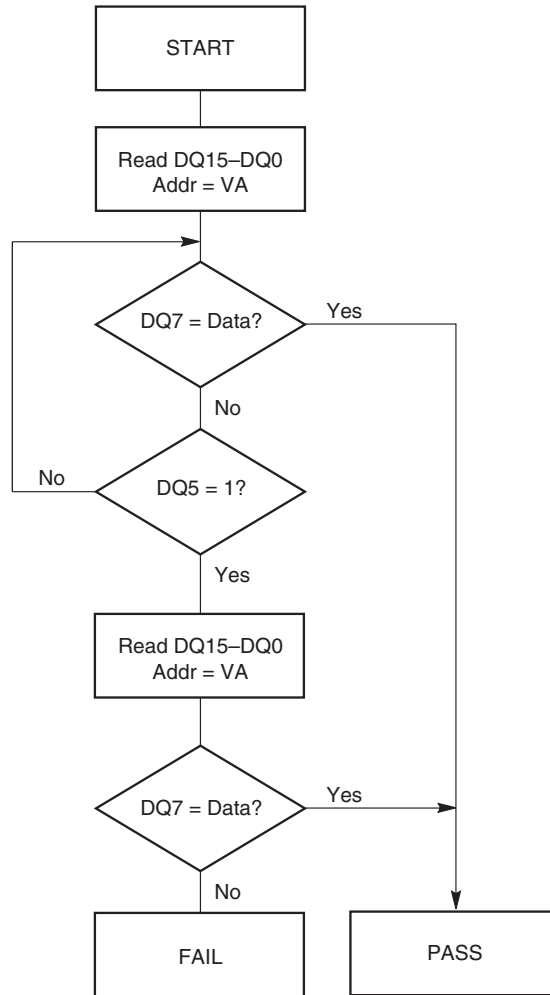 START
Read DQ15–DQ0
Addr = VA
DQ7 = Data?
Yes
No
No
DQ5 = 1?
Yes
Read DQ15–DQ0
Addr = VA
DQ7 = Data?
Yes
No
FAIL
PASS